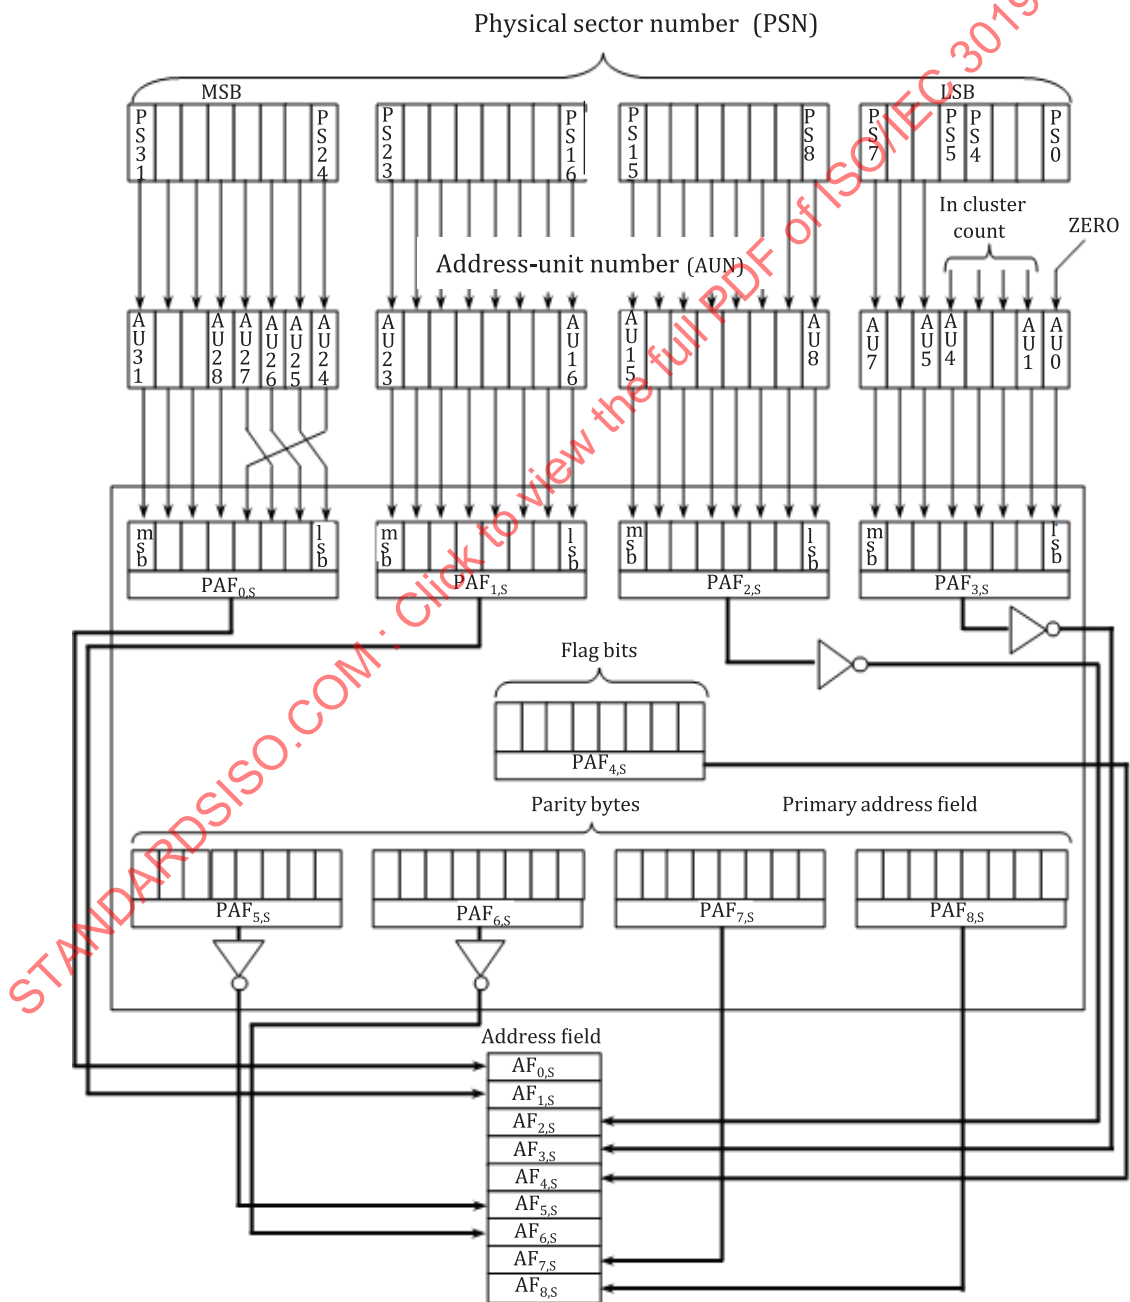 Physical sector number (PSN)
MSB
LSB
PS31
PS24
PS23
PS16
PS15
PS8
PS7
PS5
PS4
PS0
In cluster
count
ZERO
Address-unit number (AUN)
AU31
AU28
AU27
AU26
AU25
AU24
AU23
AU16
AU15
AU8
AU7
AU5
AU4
AU1
AU0
msb
lsb
msb
lsb
msb
lsb
msb
lsb
PAF0,S
PAF1,S
PAF2,S
PAF3,S
Flag bits
PAF4,S
Parity bytes
Primary address field
PAF5,S
PAF6,S
PAF7,S
PAF8,S
Address field
AF0,S
AF1,S
AF2,S
AF3,S
AF4,S
AF5,S
AF6,S
AF7,S
AF8,S
STANDARDSISO.COM : Click to view the full PDF of ISO/IEC 3019